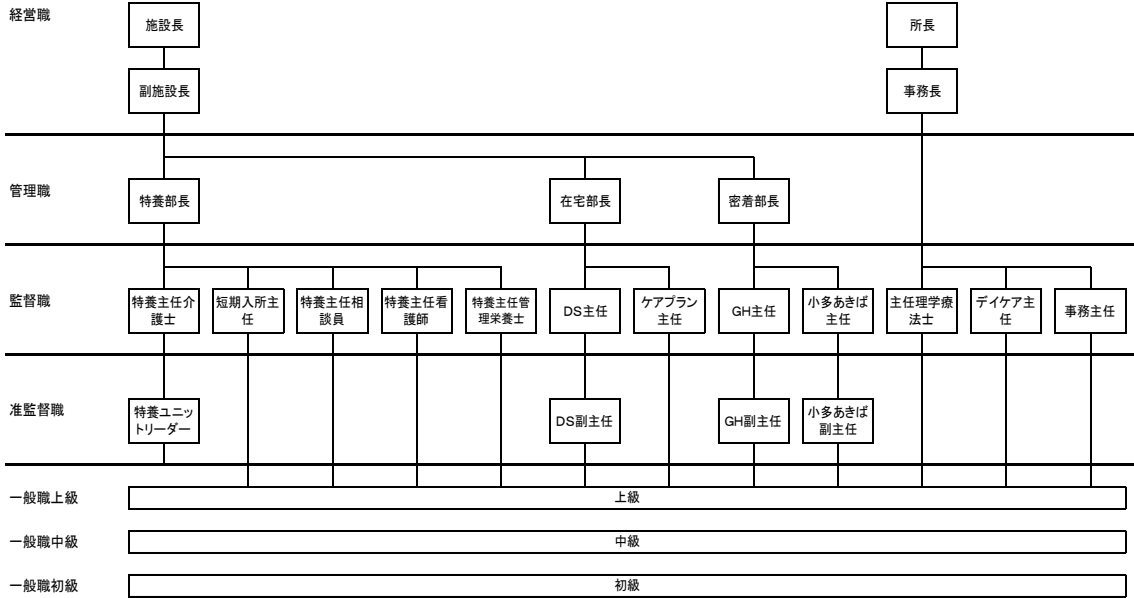 経営職
施設長
所長
副施設長
事務長
管理職
特養部長
在宅部長
密着部長
監督職
特養主任介
護士
短期入所主
任
特養主任相
談員
特養主任看
護師
特養主任管
理栄養士
DS主任
ケアプラン
主任
GH主任
小多あきば
主任
主任理学療
法士
デイケア主
任
事務主任
准監督職
特養ユニッ
トリーダー
DS副主任
GH副主任
小多あきば
副主任
一般職上級
上級
一般職中級
中級
一般職初級
初級